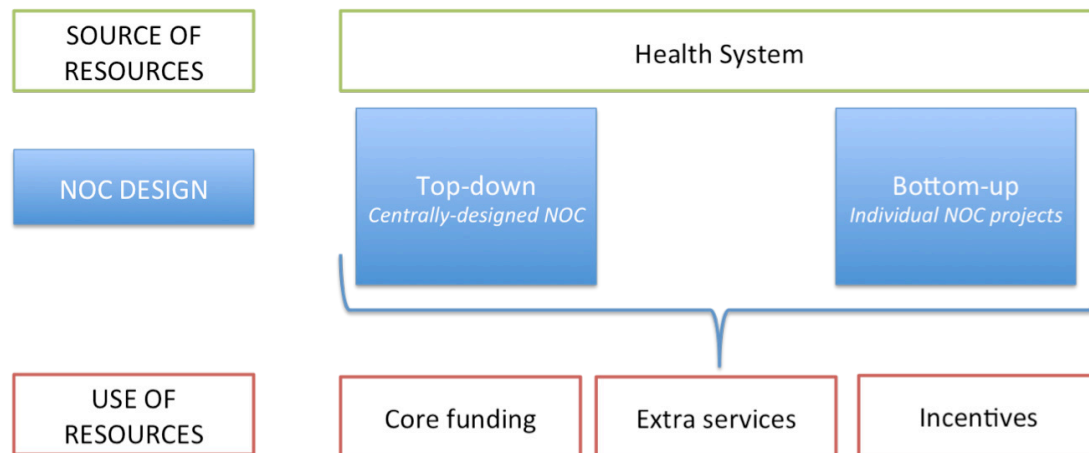 SOURCE OF
RESOURCES
Health System
NOC DESIGN
Top-down
Centrally-designed NOC
Bottom-up
Individual NOC projects
USE OF
RESOURCES
Core funding
Extra services
Incentives